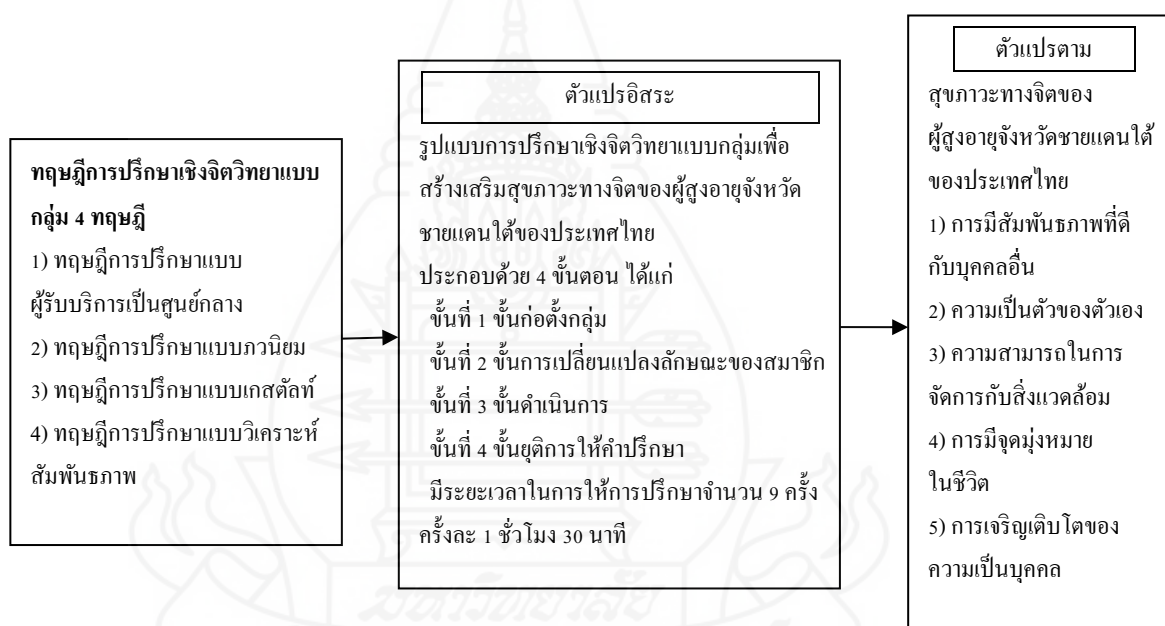 ทฤษฎีการปรึกษาเชิงจิตวิทยาแบบ
กลุ่ม 4 ทฤษฎี
1) ทฤษฎีการปรึกษาแบบ
ผู้รับบริการเป็นศูนย์กลาง
2) ทฤษฎีการปรึกษาแบบภวนิยม
3) ทฤษฎีการปรึกษาแบบเกสตัลท์
4) ทฤษฎีการปรึกษาแบบวิเคราะห์
สัมพันธภาพ
ตัวแปรอิสระ
รูปแบบการปรึกษาเชิงจิตวิทยาแบบกลุ่มเพื่อ
สร้างเสริมสุขภาวะทางจิตของผู้สูงอายุจังหวัด
ชายแดนใต้ของประเทศไทย
ประกอบด้วย 4 ขั้นตอน ได้แก่
ขั้นที่ 1 ขั้นก่อตั้งกลุ่ม
ขั้นที่ 2 ขั้นการเปลี่ยนแปลงลักษณะของสมาชิก
ขั้นที่ 3 ขั้นดำเนินการ
ขั้นที่ 4 ขั้นยุติการให้คำปรึกษา
มีระยะเวลาในการให้การปรึกษาจำนวน 9 ครั้ง
ครั้งละ 1 ชั่วโมง 30 นาที
ตัวแปรตาม
สุขภาวะทางจิตของ
ผู้สูงอายุจังหวัดชายแดนใต้
ของประเทศไทย
1) การมีสัมพันธภาพที่ดี
กับบุคคลอื่น
2) ความเป็นตัวของตัวเอง
3) ความสามารถในการ
จัดการกับสิ่งแวดล้อม
4) การมีจุดมุ่งหมาย
ในชีวิต
5) การเจริญเติบโตของ
ความเป็นบุคคล
มหาวิทยาลัย